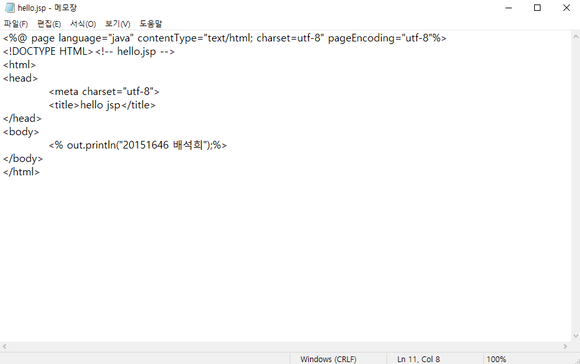 hello.jsp - 메모장
파일(F) 편집(E) 서식(O) 보기(V) 도움말
<%@ page language="java" contentType="text/html; charset=utf-8" pageEncoding="utf-8"%>
<!DOCTYPE HTML><!-- hello.jsp -->
<html>
<head>
<meta charset="utf-8">
<title>hello jsp</title>
</head>
<body>
<% out.println("20151646 배석희");%>
</body>
</html>
Windows (CRLF) Ln 11, Col 8 100%